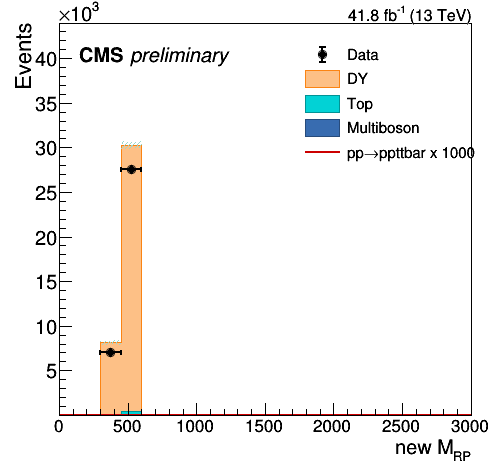 ×10³
41.8 fb⁻¹ (13 TeV)
Events
CMS preliminary
Data
DY
Top
Multiboson
pp→ppttbar x 1000
40
35
30
25
20
15
10
5
0 500 1000 1500 2000 2500 3000
new M_RP